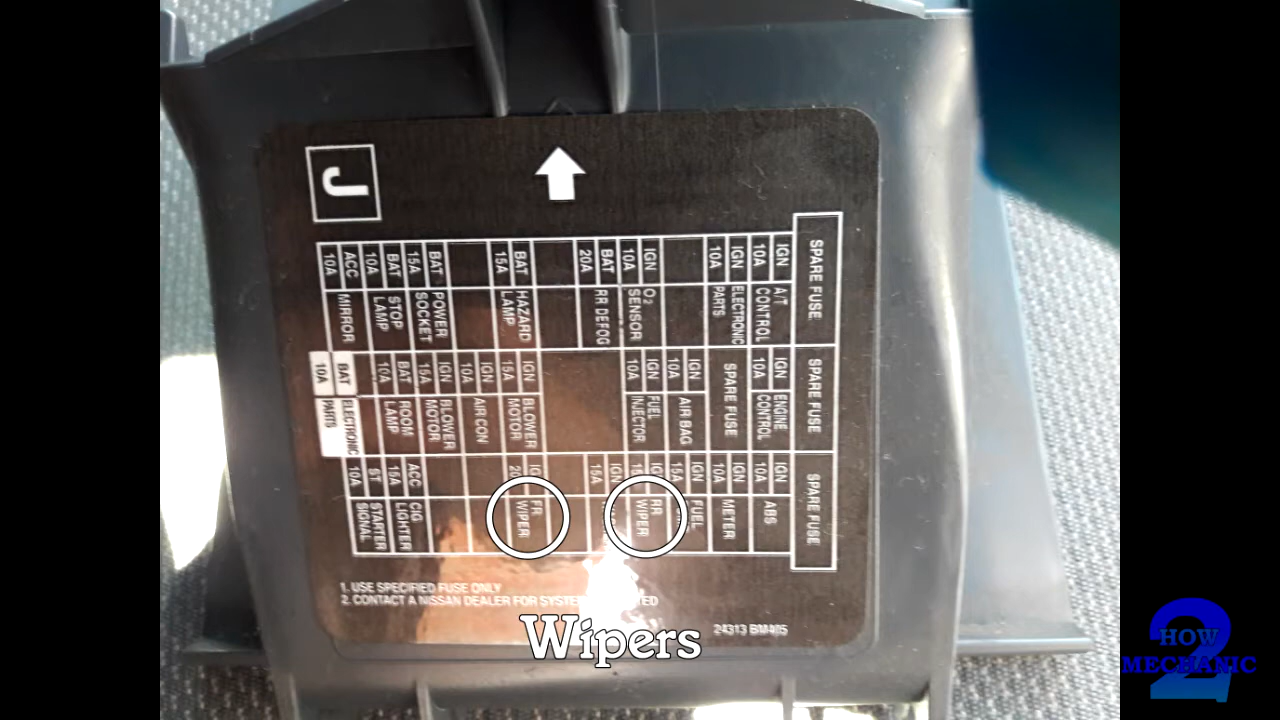 J
SPARE FUSE
IGN 10A A/T CONTROL
IGN 10A ELECTRONIC PARTS
IGN 10A O2 SENSOR
BAT 20A RR DEFOG
BAT 15A HAZARD LAMP
BAT 15A POWER SOCKET
BAT 10A STOP LAMP
ACC 10A MIRROR
SPARE FUSE
IGN 10A ENGINE CONTROL
SPARE FUSE
IGN 10A AIR BAG
IGN 10A FUEL INJECTOR
IGN 15A BLOWER MOTOR
IGN 10A AIR CON
IGN 15A BLOWER MOTOR
BAT 10A ROOM LAMP
BAT 10A ELECTRONIC PARTS
SPARE FUSE
IGN 10A ABS
IGN 10A METER
IGN 15A FUEL
RR WIPER
IGN 15A
FR WIPER
ACC 15A CIG LIGHTER
ST 10A STARTER SIGNAL
1. USE SPECIFIED FUSE ONLY
2. CONTACT A NISSAN DEALER FOR
24313 BM405
Wipers
2
HOW
MECHANIC